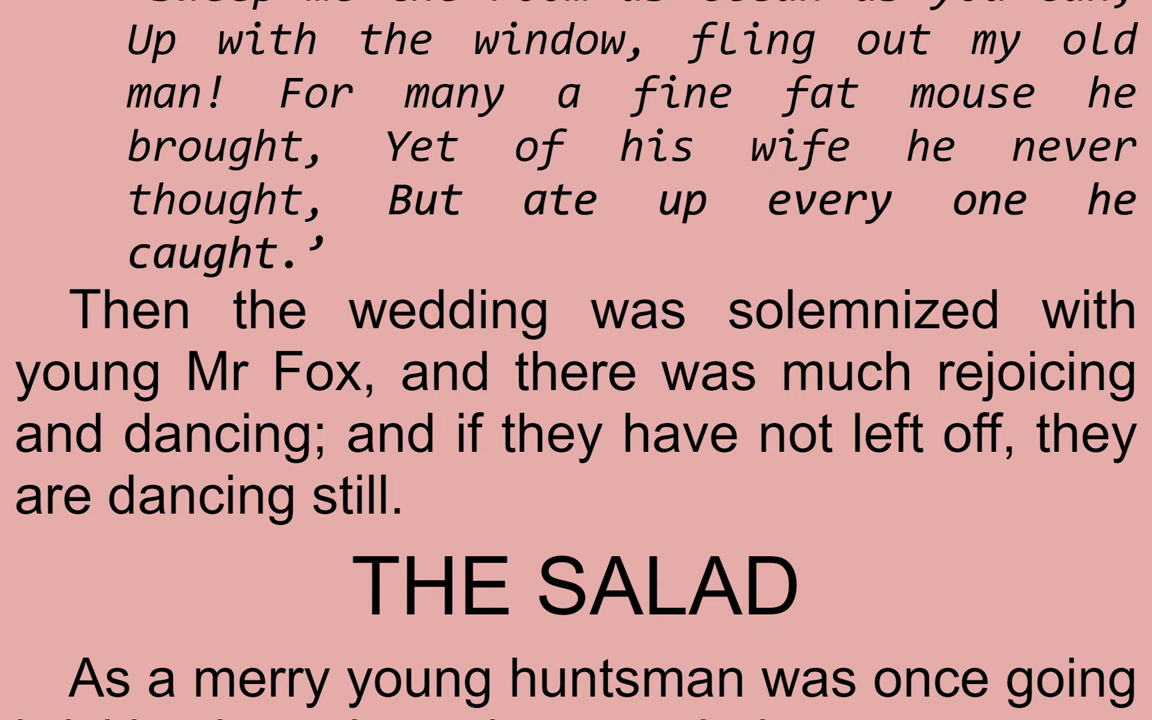 Up with the window, fling out my old
man! For many a fine fat mouse he
brought, Yet of his wife he never
thought, But ate up every one he
caught.’
Then the wedding was solemnized with
young Mr Fox, and there was much rejoicing
and dancing; and if they have not left off, they
are dancing still.
THE SALAD
As a merry young huntsman was once going